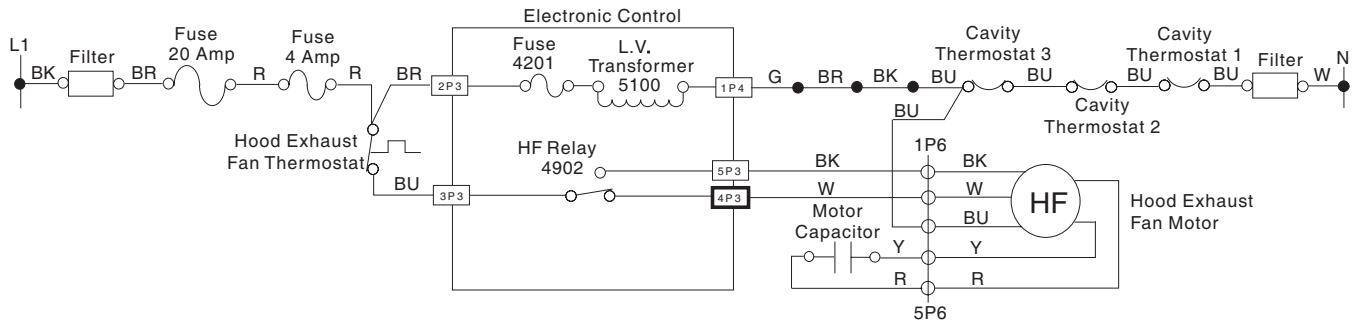 Electronic Control
L1
BK
Filter
BR
Fuse
20 Amp
R
Fuse
4 Amp
R
BR
2P3
Fuse
4201
L.V.
Transformer
5100
1P4
G
BR
BK
BU
Cavity
Thermostat 3
BU
Cavity
Thermostat 2
BU
Cavity
Thermostat 1
BU
Filter
W
N
Hood Exhaust
Fan Thermostat
BU
3P3
HF Relay
4902
5P3
4P3
BU
1P6
BK
BK
W
W
BU
HF
Hood Exhaust
Fan Motor
Motor
Capacitor
Y
Y
R
R
5P6